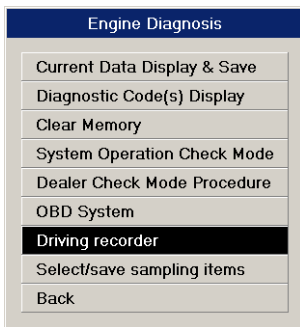 Engine Diagnosis
Current Data Display & Save
Diagnostic Code(s) Display
Clear Memory
System Operation Check Mode
Dealer Check Mode Procedure
OBD System
Driving recorder
Select/save sampling items
Back